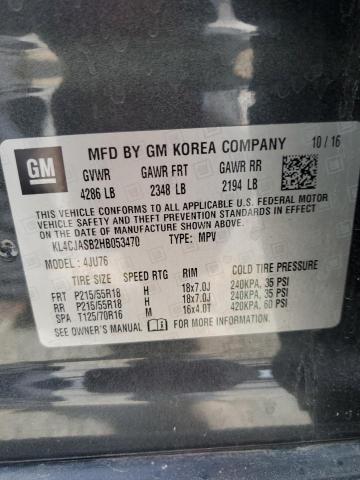 GM
MFD BY GM KOREA COMPANY 10/16
GVWR GAWR FRT GAWR RR
4286 LB 2348 LB 2194 LB
THIS VEHICLE CONFORMS TO ALL APPLICABLE U.S. FEDERAL MOTOR
VEHICLE SAFETY, BUMPER, AND THEFT PREVENTION STANDARDS IN EFFECT
ON THE DATE OF MANUFACTURE SHOWN ABOVE.
KL4CJASB2HB053470 TYPE: MPV
MODEL: 4JU76
TIRE SIZE SPEED RTG RIM COLD TIRE PRESSURE
FRT P215/55R18 H 18x7.0J 240KPA, 35 PSI
RR P215/55R18 H 18x7.0J 240KPA, 35 PSI
SPA T125/70R16 M 16x4.0T 420KPA, 60 PSI
SEE OWNER'S MANUAL FOR MORE INFORMATION